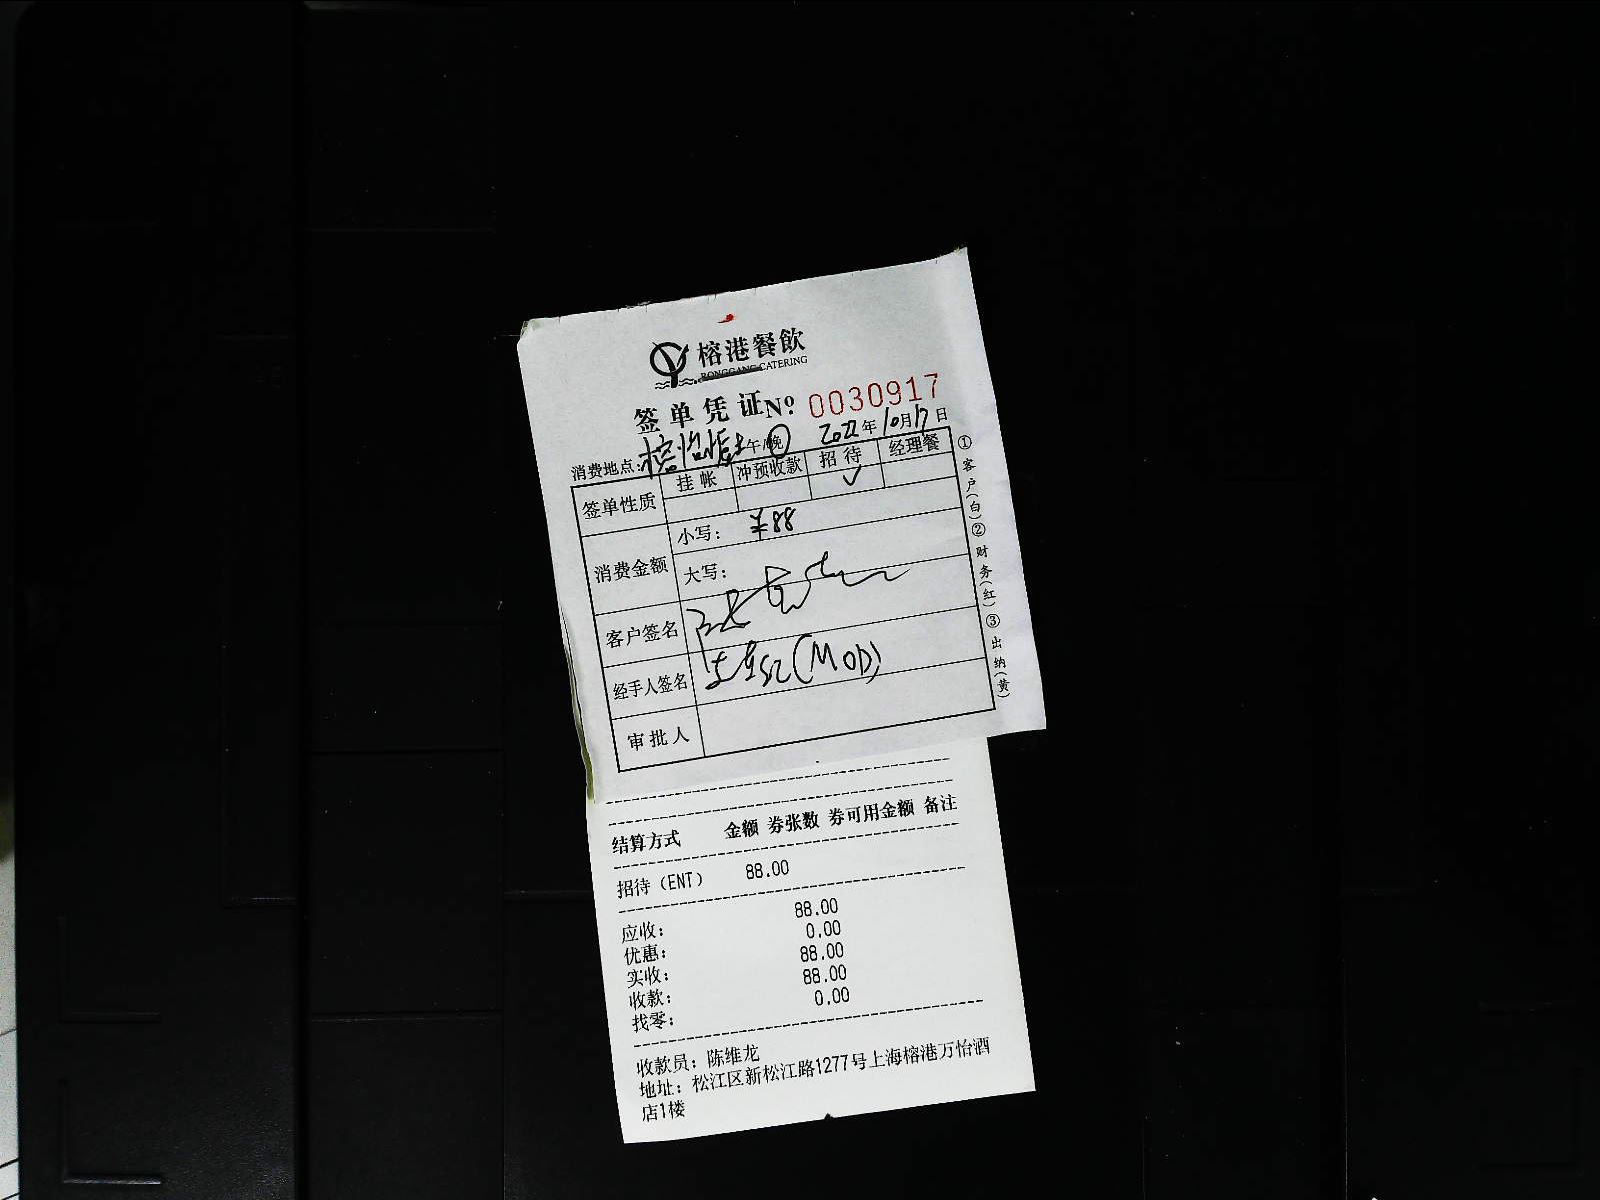 榕港餐飲
RONGGANG CATERING
签单凭证 Nº 0030917
消费地点: 午/晚 2022年10月17日
签单性质 挂帐 冲预收款 招待 经理餐
✓
消费金额 小写: ¥88
大写:
客户签名
经手人签名 (MOD)
审批人
①客户(白)②财务(红)③出纳(黄)
结算方式 金额 券张数 券可用金额 备注
招待(ENT) 88.00
应收: 88.00
优惠: 0.00
实收: 88.00
收款: 88.00
找零: 0.00
收款员: 陈维龙
地址: 松江区新松江路1277号上海榕港万怡酒
店1楼